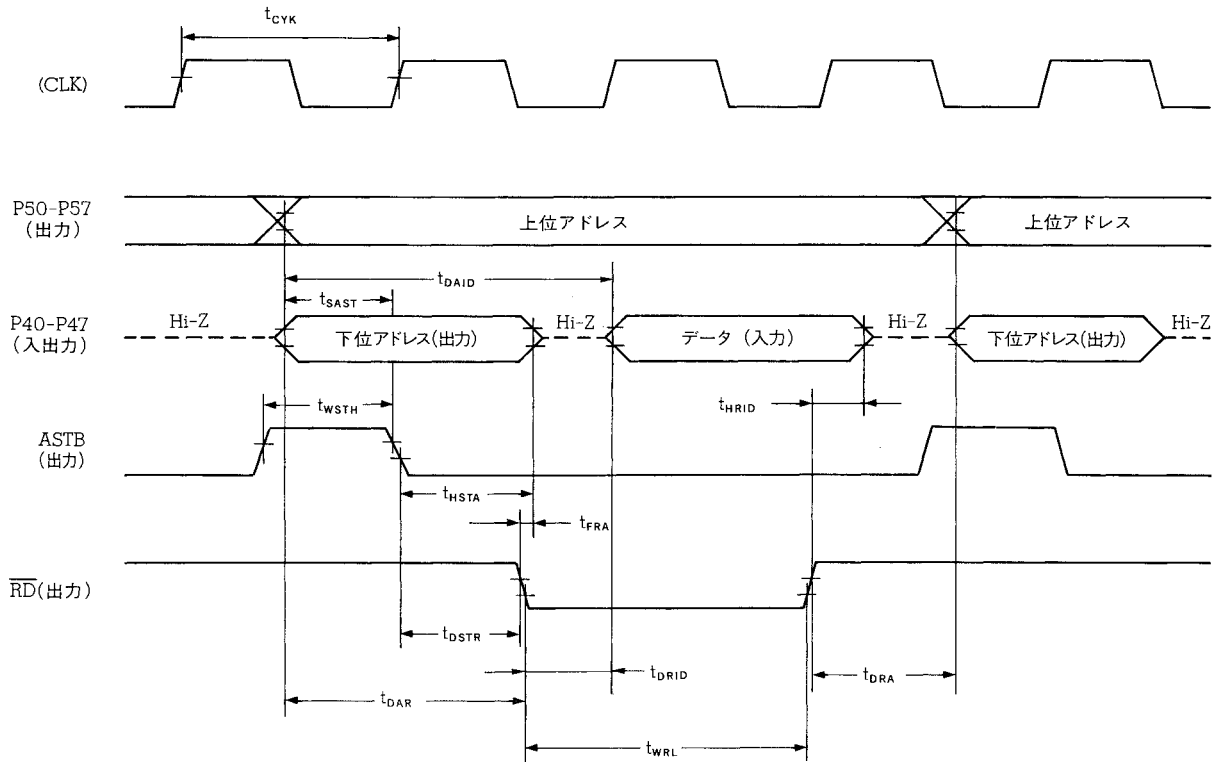 tCYK
(CLK)
P50-P57
(出力)
上位アドレス
上位アドレス
tDAID
tSAST
P40-P47
(入出力)
Hi-Z
下位アドレス(出力)
Hi-Z
データ (入力)
Hi-Z
下位アドレス(出力)
Hi-Z
tWSTH
tHRID
ASTB
(出力)
tHSTA
tFRA
RD(出力)
tDSTR
tDRID
tDRA
tDAR
tWRL